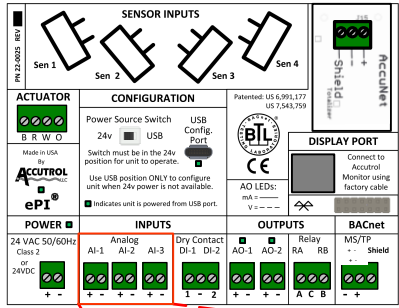 PN 22-0025 REV
SENSOR INPUTS
Sen 1
Sen 2
Sen 3
Sen 4
J15
- Shield +
AccuNet
Totalizer
ACTUATOR
B R W O
Made in USA
By
ACCUTROL LLC
ePI®
CONFIGURATION
Power Source Switch
24v USB
USB
Config.
Port
Switch must be in the 24v
position for unit to operate.
Use USB position ONLY to configure
unit when 24V power is not available.
Indicates unit is powered from USB port.
Patented: US 6,991,177
US 7,543,759
BTL
CE
AO LEDs:
mA =
V =
DISPLAY PORT
Connect to
Accutrol
Monitor using
factory cable
POWER
24 VAC 50/60Hz
Class 2
or
24VDC
+ -
INPUTS
Analog
AI-1 AI-2 AI-3
+ - + - + -
Dry Contact
DI-1 DI-2
1 - 2
OUTPUTS
AO-1 AO-2
+ - + -
Relay
RA RB
A C B
BACnet
MS/TP
+ - Shield
+ -
- +